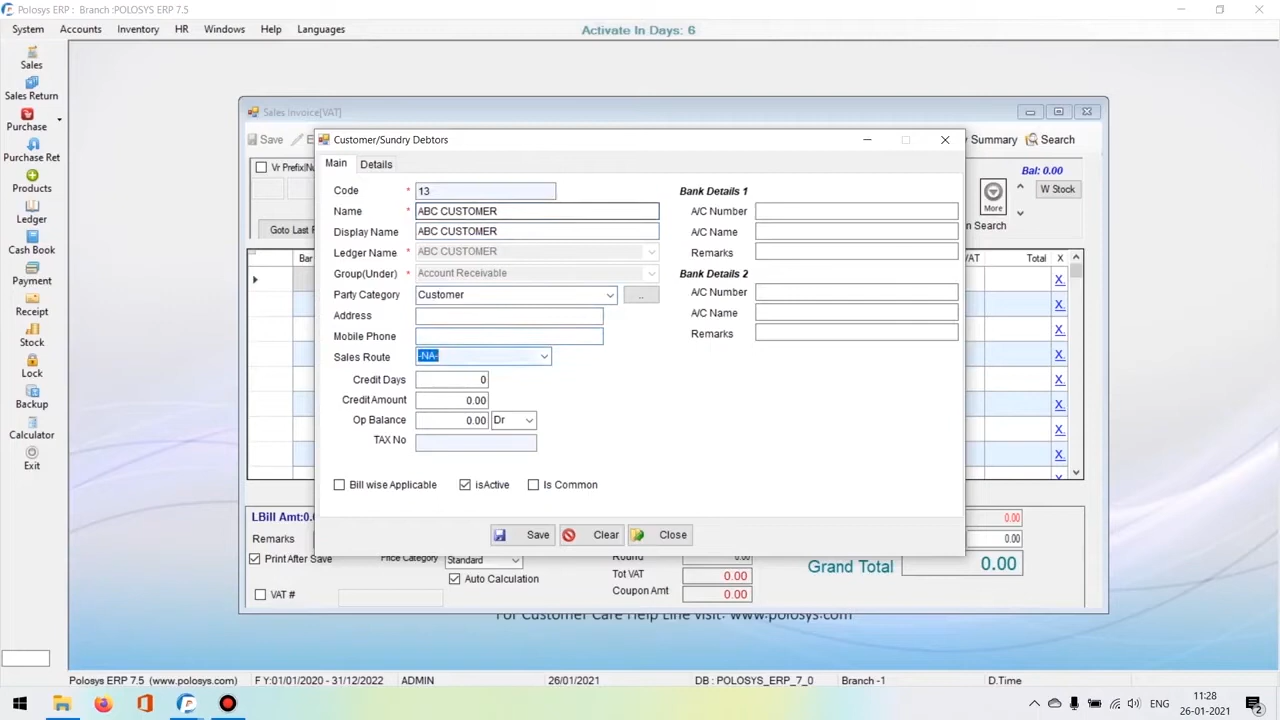 Polosys ERP : Branch :POLOSYS ERP 7.5
System Accounts Inventory HR Windows Help Languages
Activate In Days: 6
Sales
Sales Return
Purchase
Purchase Ret
Products
Ledger
Cash Book
Payment
Receipt
Stock
Lock
Backup
Calculator
Exit
Sales Invoice[VAT]
Save
Summary Search
Vr Prefix
Bal: 0.00
More
W Stock
Goto Last
n Search
Bar
VAT Total X
X.
X.
X.
X.
X.
X.
X.
X.
X.
Customer/Sundry Debtors
Main Details
Code * 13
Name * ABC CUSTOMER
Display Name ABC CUSTOMER
Ledger Name * ABC CUSTOMER
Group(Under) * Account Receivable
Party Category Customer ..
Address
Mobile Phone
Sales Route -NA-
Credit Days 0
Credit Amount 0.00
Op Balance 0.00 Dr
TAX No
Bill wise Applicable isActive Is Common
Bank Details 1
A/C Number
A/C Name
Remarks
Bank Details 2
A/C Number
A/C Name
Remarks
Save Clear Close
LBill Amt:0.
0.00
Remarks
0.00
Print After Save Price Category Standard
Round 0.00
Grand Total 0.00
Auto Calculation
Tot VAT 0.00
VAT #
Coupon Amt 0.00
For Customer Care Help Line visit: www.polosys.com
Polosys ERP 7.5 (www.polosys.com) F Y:01/01/2020 - 31/12/2022 ADMIN 26/01/2021 DB : POLOSYS_ERP_7_0 Branch -1 D.Time
ENG
11:28
26-01-2021
2